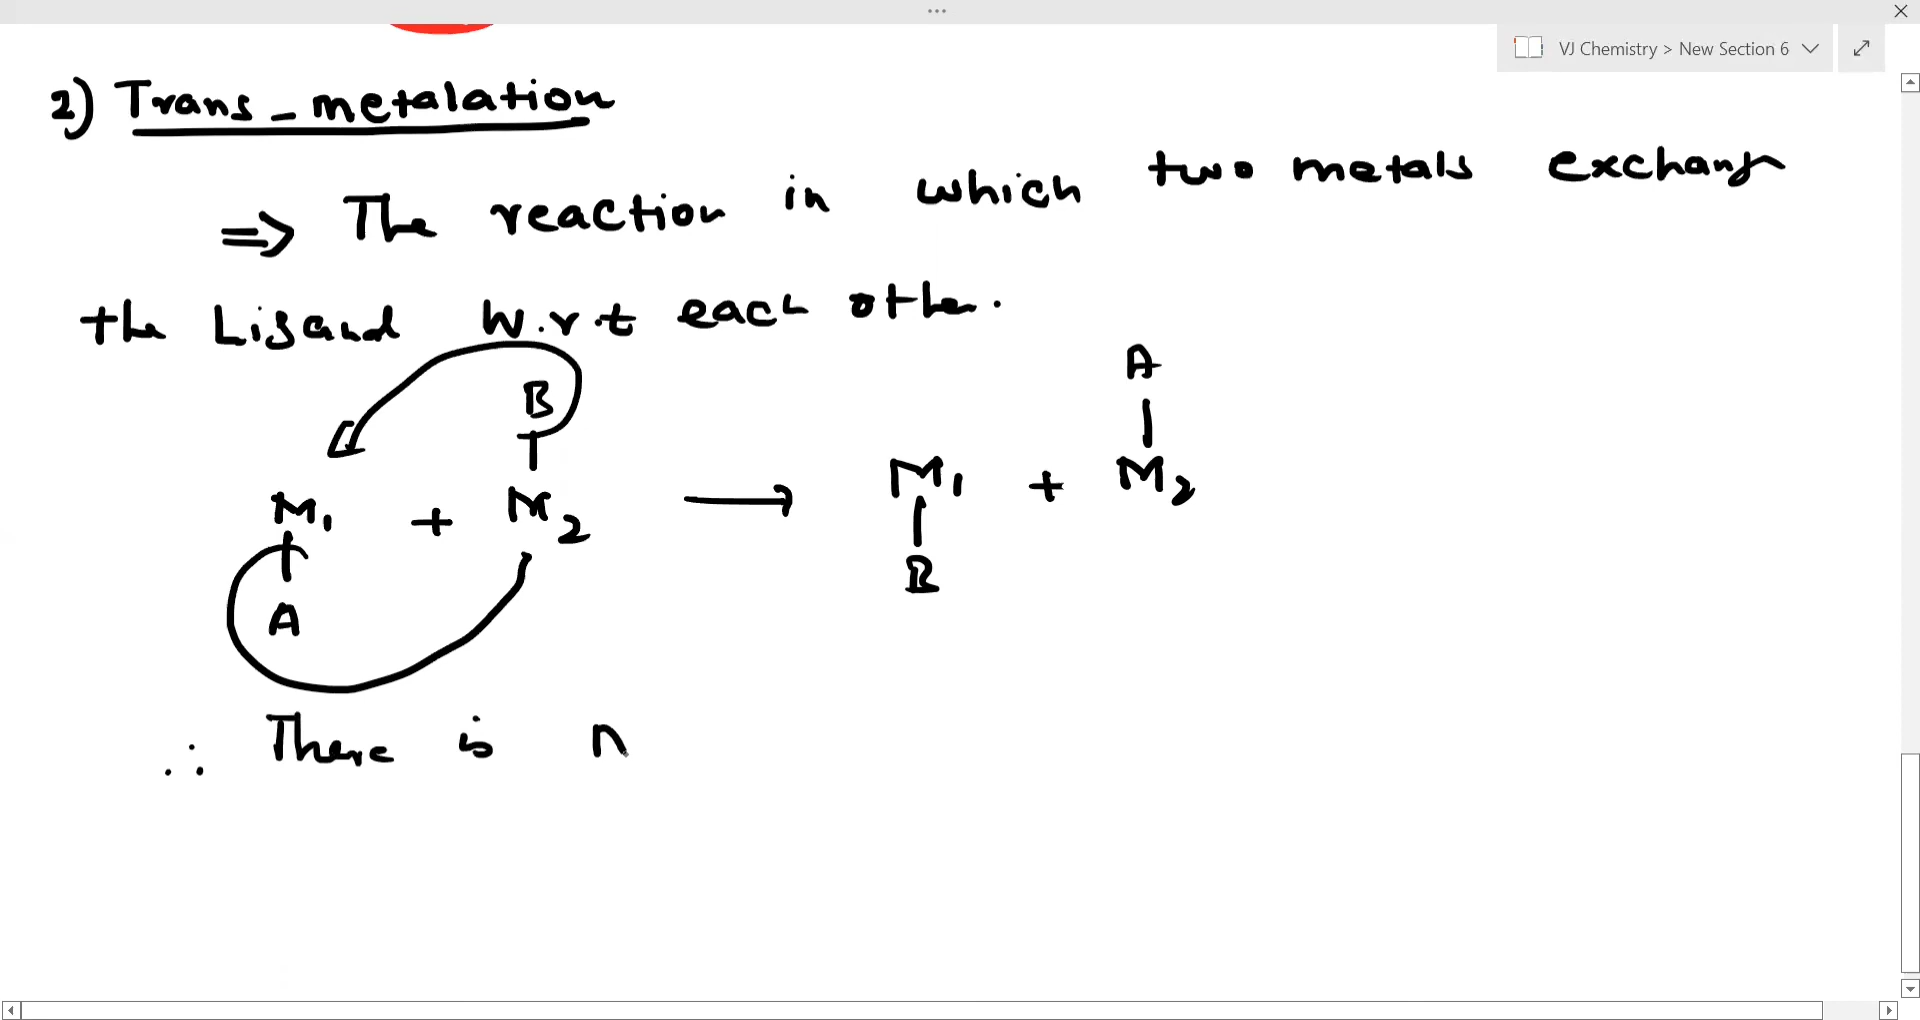 ...
VJ Chemistry > New Section 6
2) Trans-metalation
⇒ The reaction in which two metals exchang
the Ligand W.r.t each other.
B
A
M₁ + M₂ → M₁ + M₂
A
B
∴ There is n